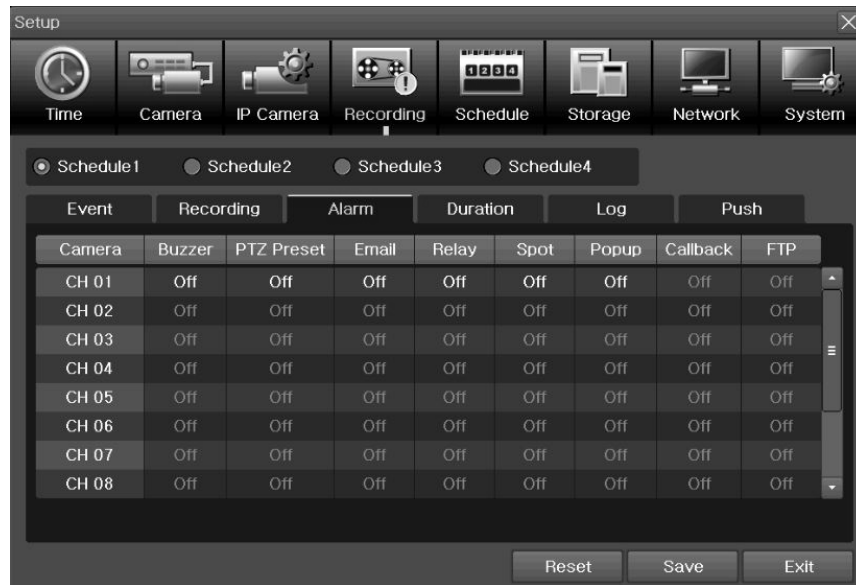 Setup
Time Camera IP Camera Recording Schedule Storage Network System
Schedule1 Schedule2 Schedule3 Schedule4
Event Recording Alarm Duration Log Push
Camera Buzzer PTZ Preset Email Relay Spot Popup Callback FTP
CH 01 Off Off Off Off Off Off Off Off
CH 02 Off Off Off Off Off Off Off Off
CH 03 Off Off Off Off Off Off Off Off
CH 04 Off Off Off Off Off Off Off Off
CH 05 Off Off Off Off Off Off Off Off
CH 06 Off Off Off Off Off Off Off Off
CH 07 Off Off Off Off Off Off Off Off
CH 08 Off Off Off Off Off Off Off Off
Reset Save Exit